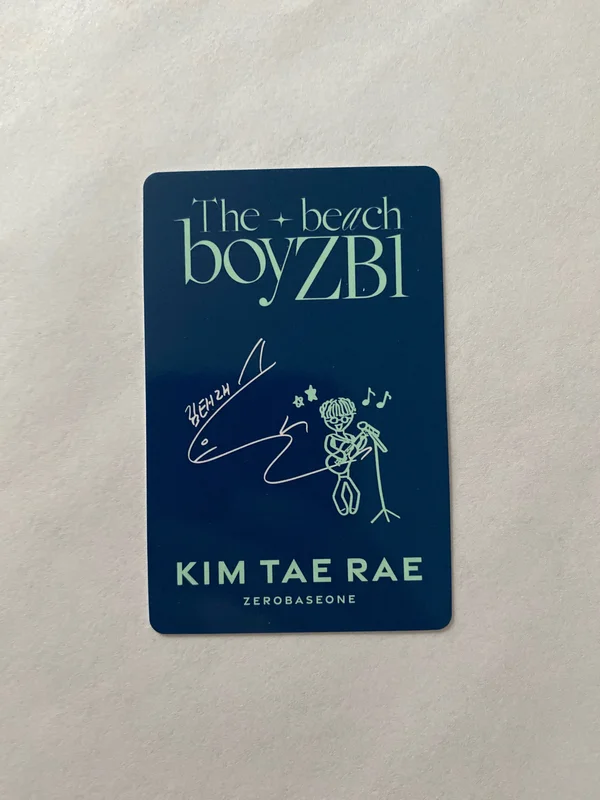 The beach
boyZB1
김태래
KIM TAE RAE
ZEROBASEONE